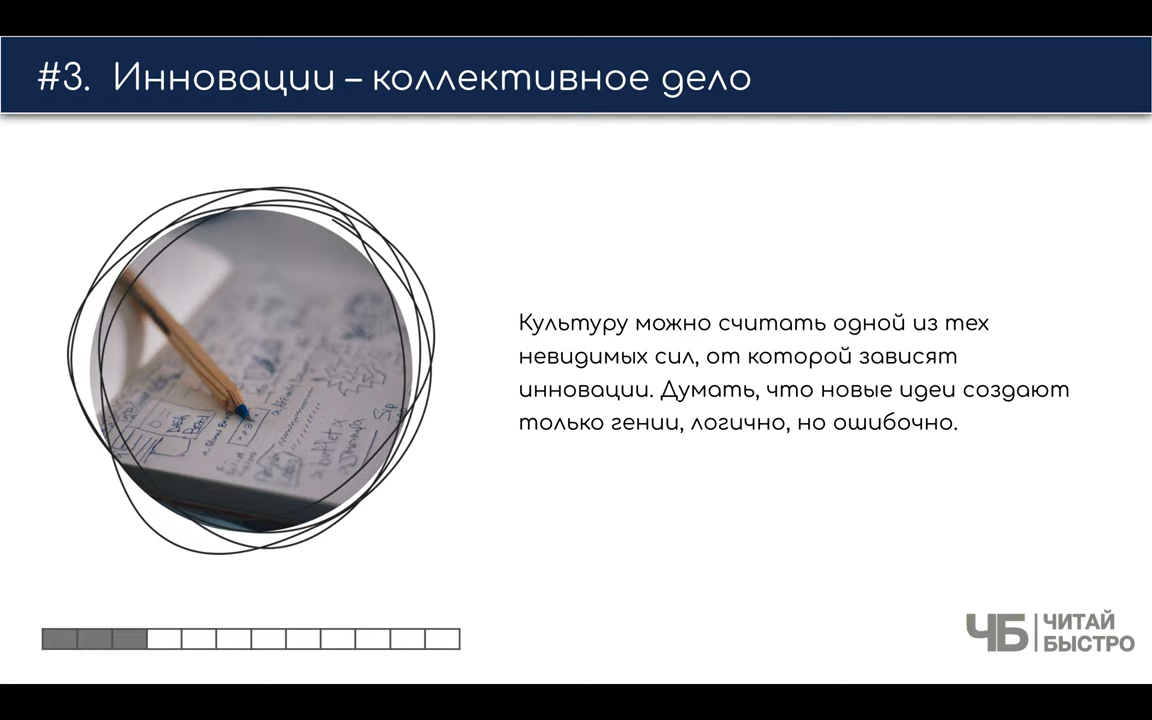 #3. Инновации – коллективное дело
Культуру можно считать одной из тех
невидимых сил, от которой зависят
инновации. Думать, что новые идеи создают
только гении, логично, но ошибочно.
ЧБ
ЧИТАЙ
БЫСТРО